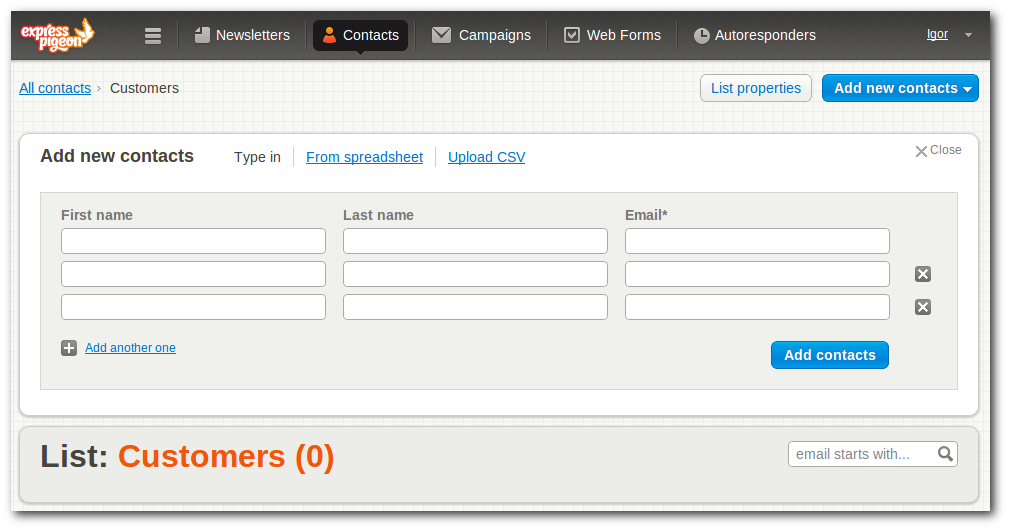 express pigeon
Newsletters
Contacts
Campaigns
Web Forms
Autoresponders
Igor
All contacts › Customers
List properties
Add new contacts
Add new contacts
Type in
From spreadsheet
Upload CSV
Close
First name
Last name
Email*
Add another one
Add contacts
List: Customers (0)
email starts with...